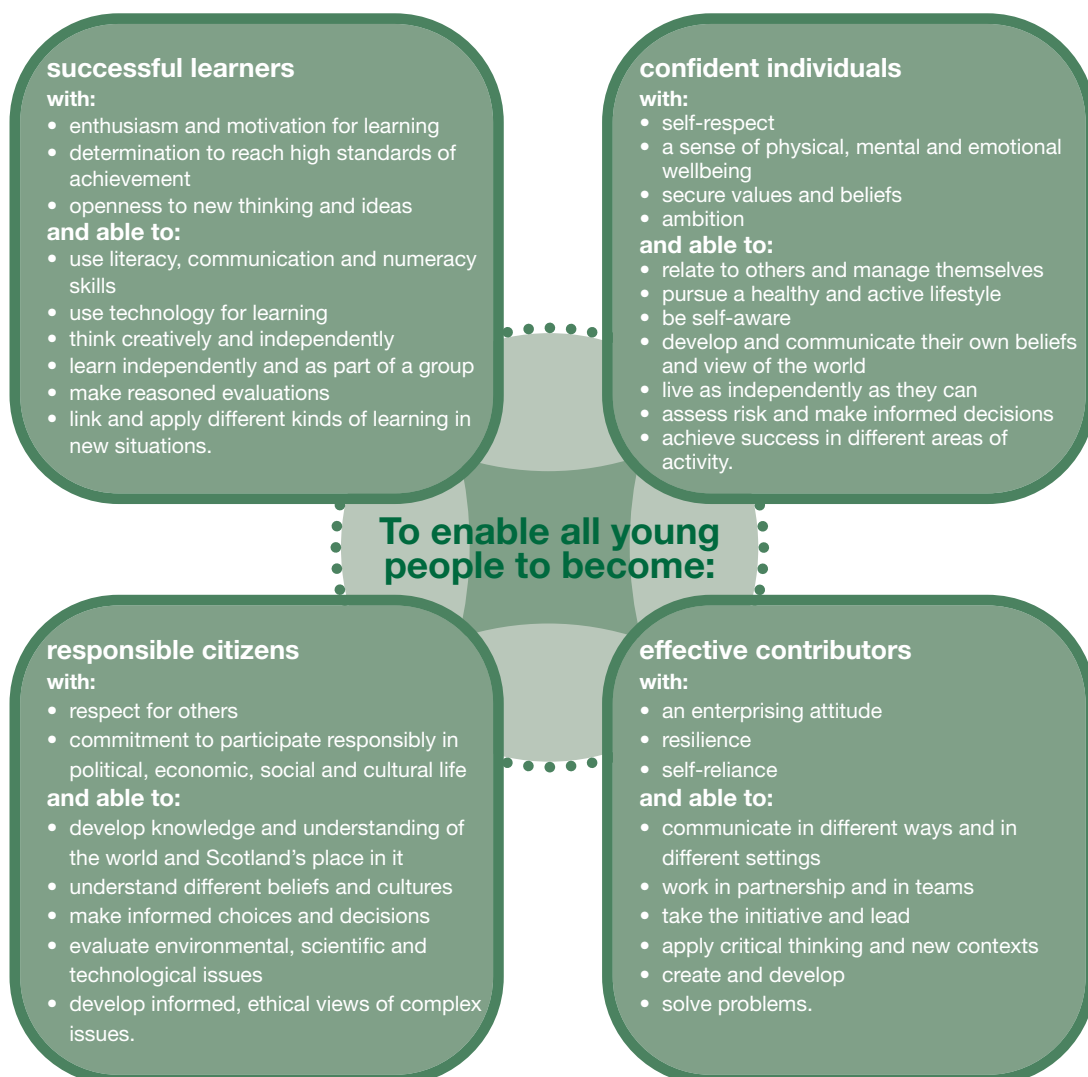 successful learners
with:
• enthusiasm and motivation for learning
• determination to reach high standards of
achievement
• openness to new thinking and ideas
and able to:
• use literacy, communication and numeracy
skills
• use technology for learning
• think creatively and independently
• learn independently and as part of a group
• make reasoned evaluations
• link and apply different kinds of learning in
new situations.
confident individuals
with:
• self-respect
• a sense of physical, mental and emotional
wellbeing
• secure values and beliefs
• ambition
and able to:
• relate to others and manage themselves
• pursue a healthy and active lifestyle
• be self-aware
• develop and communicate their own beliefs
and view of the world
• live as independently as they can
• assess risk and make informed decisions
• achieve success in different areas of
activity.
To enable all young
people to become:
responsible citizens
with:
• respect for others
• commitment to participate responsibly in
political, economic, social and cultural life
and able to:
• develop knowledge and understanding of
the world and Scotland’s place in it
• understand different beliefs and cultures
• make informed choices and decisions
• evaluate environmental, scientific and
technological issues
• develop informed, ethical views of complex
issues.
effective contributors
with:
• an enterprising attitude
• resilience
• self-reliance
and able to:
• communicate in different ways and in
different settings
• work in partnership and in teams
• take the initiative and lead
• apply critical thinking and new contexts
• create and develop
• solve problems.